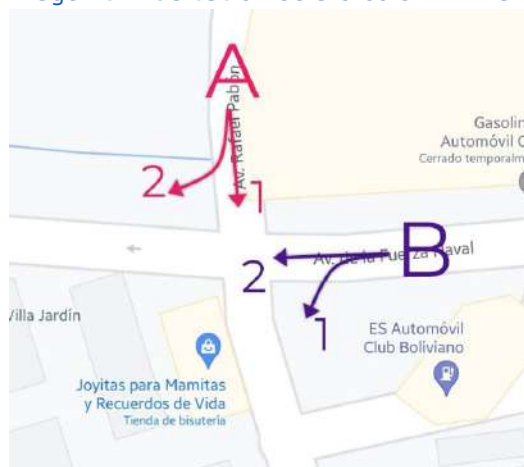 A
Av. Rafael Pabón
Gasolin
Automóvil C
Cerrado temporalm
2
1
Av. de la Fuerza Naval
B
2
1
Villa Jardín
ES Automóvil
Club Boliviano
Joyitas para Mamitas
y Recuerdos de Vida
Tienda de bisutería